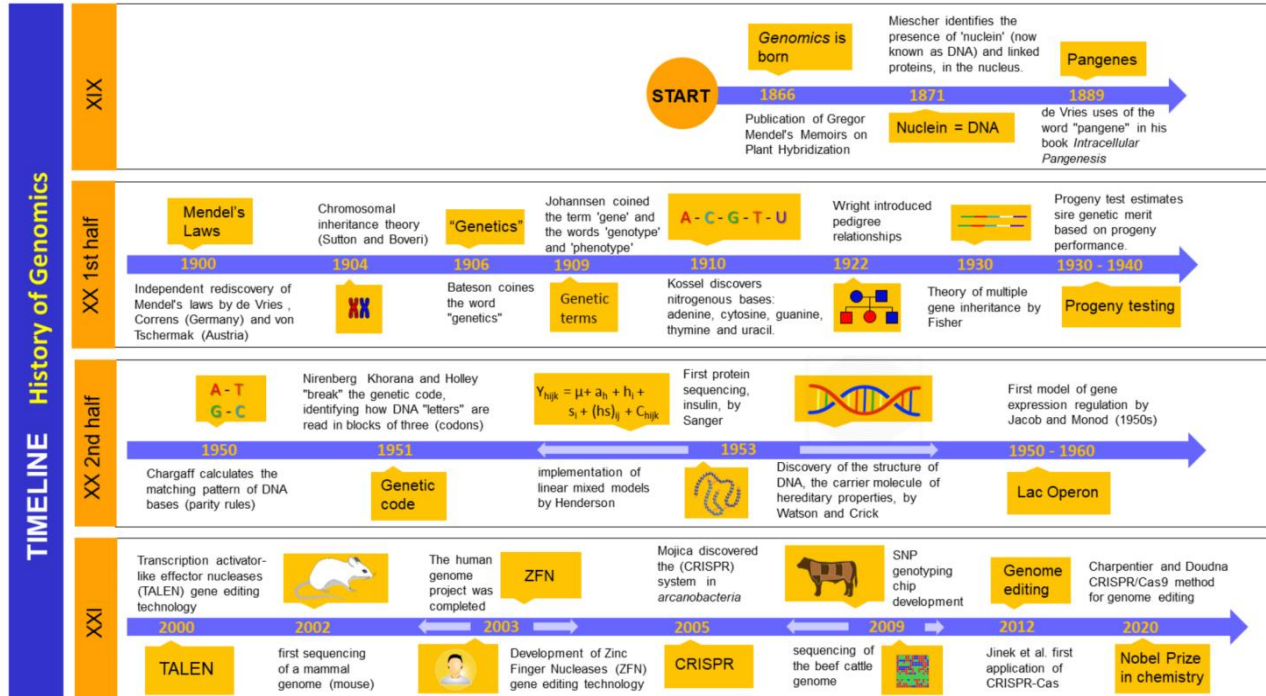 TIMELINE History of Genomics
XIX
START
Genomics is
born
1866
Publication of Gregor
Mendel's Memoirs on
Plant Hybridization
Miescher identifies the
presence of 'nuclein' (now
known as DNA) and linked
proteins, in the nucleus.
1871
Nuclein = DNA
Pangenes
1889
de Vries uses of the
word "pangene" in his
book Intracellular
Pangenesis
XX 1st half
Mendel's
Laws
1900
Independent rediscovery of
Mendel's laws by de Vries ,
Correns (Germany) and von
Tschermak (Austria)
Chromosomal
inheritance theory
(Sutton and Boveri)
1904
"Genetics"
1906
Bateson coines
the word
"genetics"
Johannsen coined
the term 'gene' and
the words 'genotype'
and 'phenotype'
1909
Genetic
terms
A - C - G - T - U
1910
Kossel discovers
nitrogenous bases:
adenine, cytosine, guanine,
thymine and uracil.
Wright introduced
pedigree
relationships
1922
1930
Theory of multiple
gene inheritance by
Fisher
Progeny test estimates
sire genetic merit
based on progeny
performance.
1930 - 1940
Progeny testing
XX 2nd half
A - T
G - C
1950
Chargaff calculates the
matching pattern of DNA
bases (parity rules)
Nirenberg Khorana and Holley
"break" the genetic code,
identifying how DNA "letters" are
read in blocks of three (codons)
1951
Genetic
code
Yhijk = μ+ ah + hi +
si + (hs)ij + Chijk
implementation of
linear mixed models
by Henderson
First protein
sequencing,
insulin, by
Sanger
1953
Discovery of the structure of
DNA, the carrier molecule of
hereditary properties, by
Watson and Crick
First model of gene
expression regulation by
Jacob and Monod (1950s)
1950 - 1960
Lac Operon
XXI
Transcription activator-
like effector nucleases
(TALEN) gene editing
technology
2000
TALEN
2002
first sequencing
of a mammal
genome (mouse)
The human
genome
project was
completed
ZFN
2003
Development of Zinc
Finger Nucleases (ZFN)
gene editing technology
Mojica discovered
the (CRISPR)
system in
arcanobacteria
2005
CRISPR
SNP
genotyping
chip
development
2009
sequencing of
the beef cattle
genome
Genome
editing
2012
Jinek et al. first
application of
CRISPR-Cas
Charpentier and Doudna
CRISPR/Cas9 method
for genome editing
2020
Nobel Prize
in chemistry